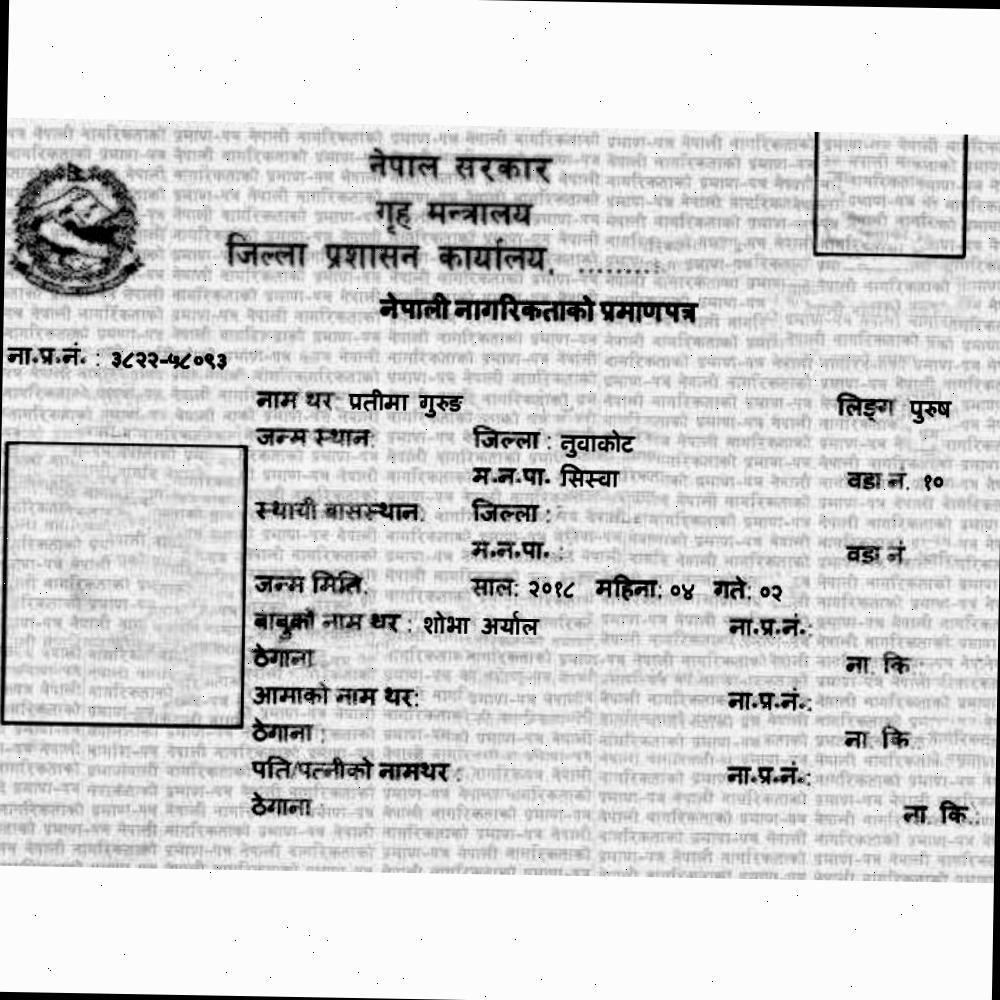 नेपाल सरकार
गृह मन्त्रालय
जिल्ला प्रशासन कार्यालय, .........
नेपाली नागरिकताको प्रमाणपत्र
ना.प्र.नं. : ३८२२-५८०९३
नाम थर प्रतीमा गुरुङ लिङ्ग पुरुष
जन्म स्थान: जिल्ला : नुवाकोट
म.न.पा. सिस्वा वडा नं. १०
स्थायी बासस्थान: जिल्ला :
म.न.पा. : वडा नं
जन्म मिति: साल: २०१८ महिना: ०४ गते: ०२
बाबुको नाम थर : शोभा अर्याल ना.प्र.नं.:
ठेगाना ना. कि.:
आमाको नाम थर: ना.प्र.नं.:
ठेगाना : ना. कि
पति/पत्नीको नामथर : ना.प्र.नं.:
ठेगाना ना. कि.: